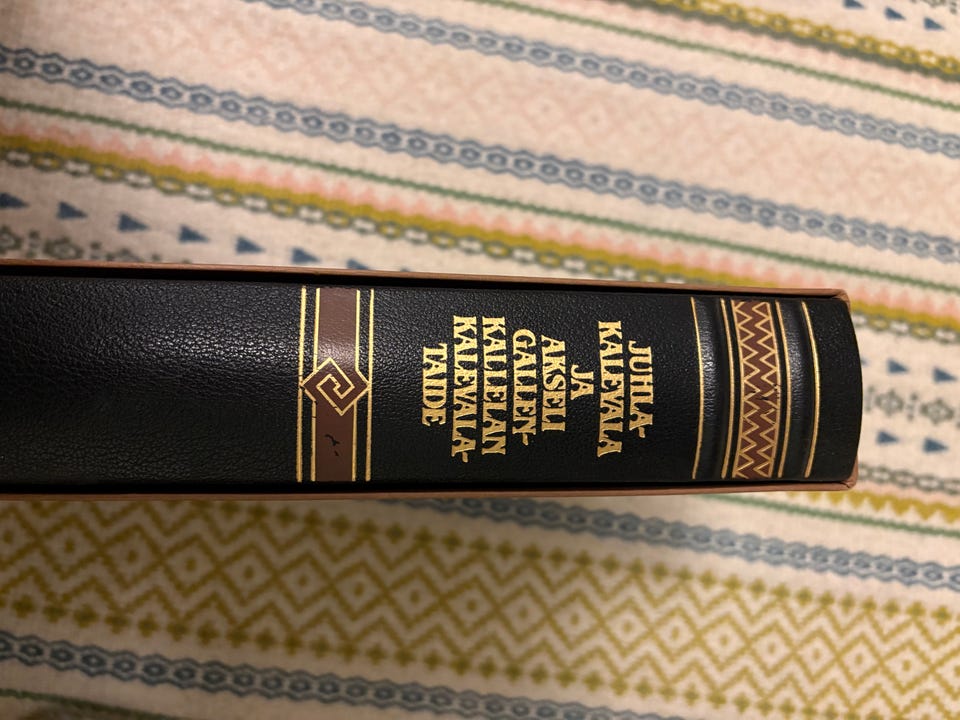 JUHLA-
KALEVALA
JA
AKSELI
GALLEN-
KALLELAN
KALEVALA-
TAIDE